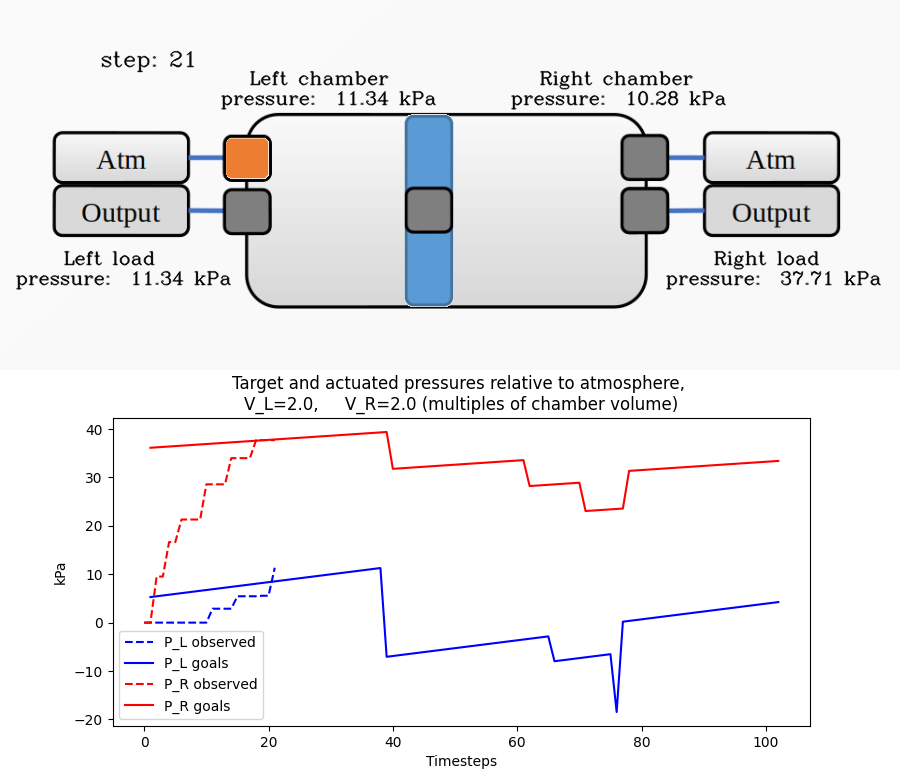 step: 21
Left chamber
pressure: 11.34 kPa
Right chamber
pressure: 10.28 kPa
Atm
Output
Atm
Output
Left load
pressure: 11.34 kPa
Right load
pressure: 37.71 kPa
Target and actuated pressures relative to atmosphere,
V_L=2.0, V_R=2.0 (multiples of chamber volume)
40
30
20
10
0
−10
−20
kPa
P_L observed
P_L goals
P_R observed
P_R goals
0 20 40 60 80 100
Timesteps